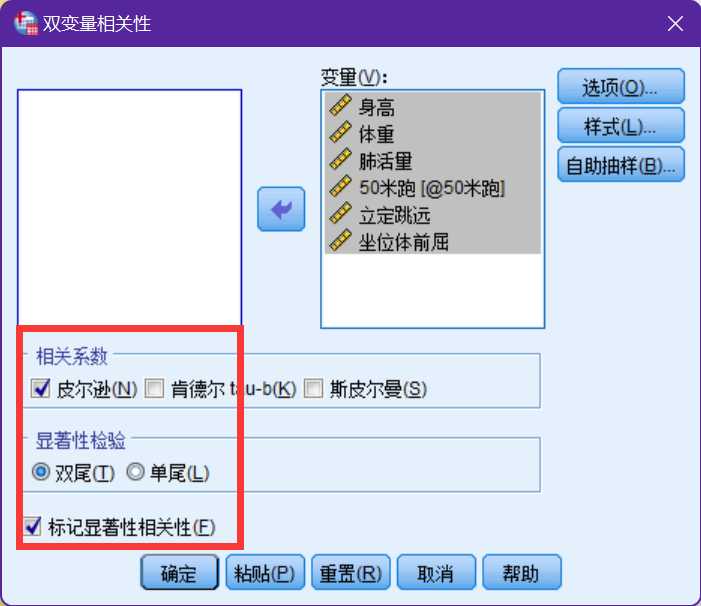 双变量相关性
变量(V):
身高
体重
肺活量
50米跑 [@50米跑]
立定跳远
坐位体前屈
选项(O)...
样式(L)...
自助抽样(B)...
相关系数
皮尔逊(N) 肯德尔 tau-b(K) 斯皮尔曼(S)
显著性检验
双尾(T) 单尾(L)
标记显著性相关性(F)
确定 粘贴(P) 重置(R) 取消 帮助